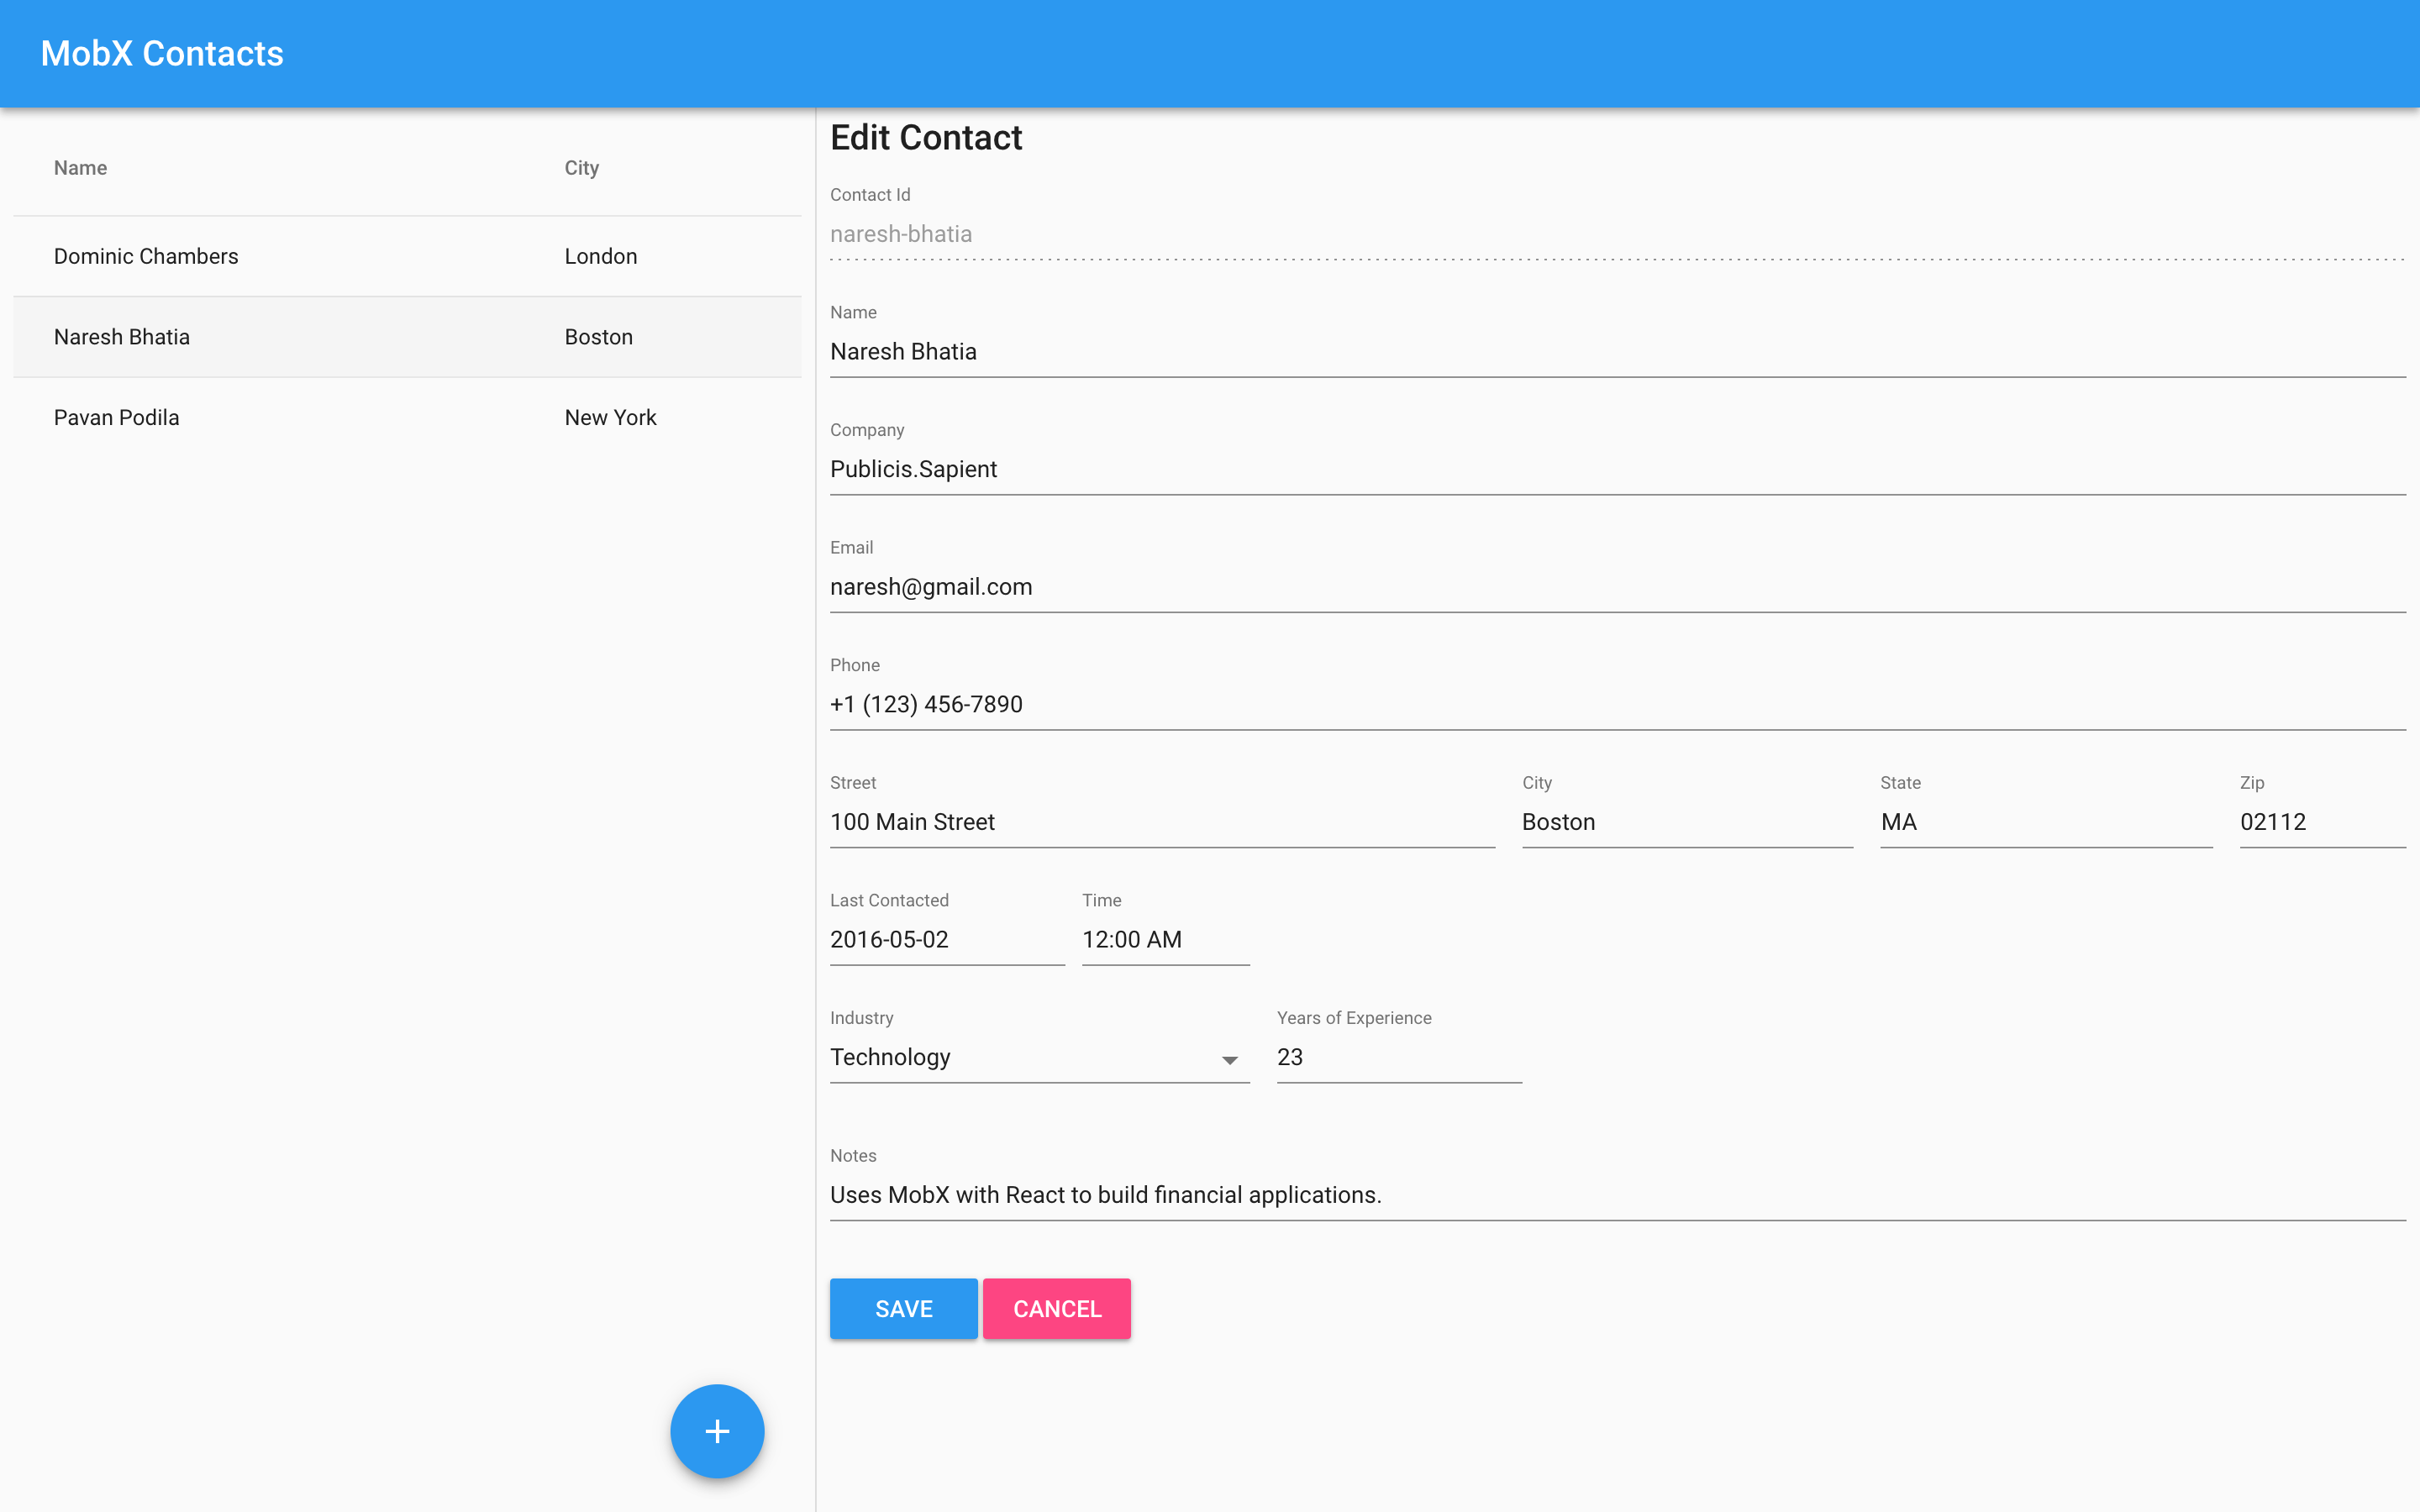 MobX Contacts
Name City
Dominic Chambers London
Naresh Bhatia Boston
Pavan Podila New York
+
Edit Contact
Contact Id
naresh-bhatia
Name
Naresh Bhatia
Company
Publicis.Sapient
Email
naresh@gmail.com
Phone
+1 (123) 456-7890
Street City State Zip
100 Main Street Boston MA 02112
Last Contacted Time
2016-05-02 12:00 AM
Industry Years of Experience
Technology 23
Notes
Uses MobX with React to build financial applications.
SAVE CANCEL